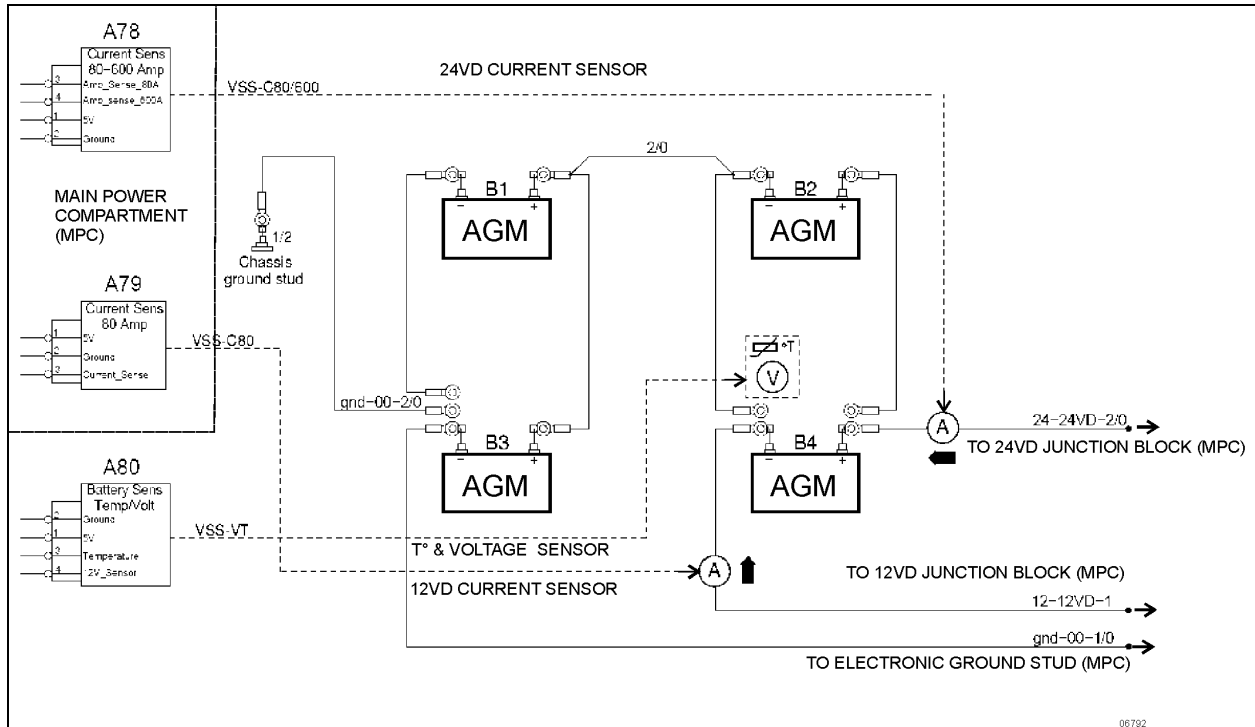 A78
Current Sens
80-600 Amp
3
Amp_Sense_80A
4
Amp_sense_600A
1
5V
2
Ground
VSS-C80/600
24VD CURRENT SENSOR
MAIN POWER
COMPARTMENT
(MPC)
1/2
Chassis
ground stud
2/0
B1
- +
AGM
B2
- +
AGM
A79
Current Sens
80 Amp
1
5V
2
Ground
3
Current_Sense
VSS-C80
gnd-00-2/0
°T
V
B3
- +
AGM
B4
- +
AGM
A
24-24VD-2/0
TO 24VD JUNCTION BLOCK (MPC)
A80
Battery Sens
Temp/Volt
2
Ground
1
5V
3
Temperature
4
12V_Sensor
VSS-VT
T° & VOLTAGE SENSOR
12VD CURRENT SENSOR
A
TO 12VD JUNCTION BLOCK (MPC)
12-12VD-1
gnd-00-1/0
TO ELECTRONIC GROUND STUD (MPC)
06792